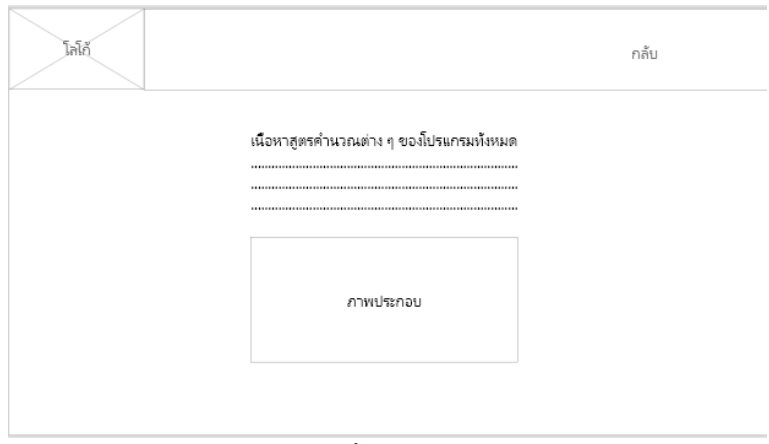 โลโก้
กลับ
เนื้อหาสูตรคำนวณต่าง ๆ ของโปรแกรมทั้งหมด
ภาพประกอบ